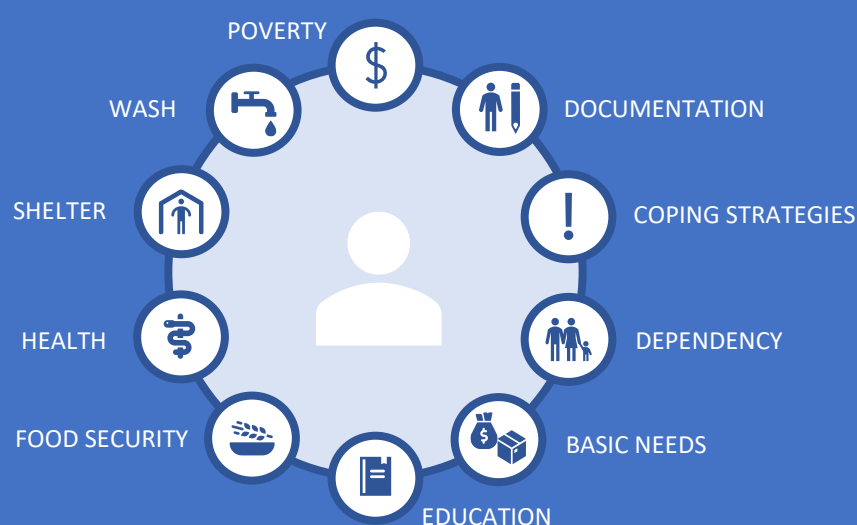 POVERTY
$
WASH
DOCUMENTATION
SHELTER
!
COPING STRATEGIES
HEALTH
DEPENDENCY
FOOD SECURITY
$
BASIC NEEDS
EDUCATION